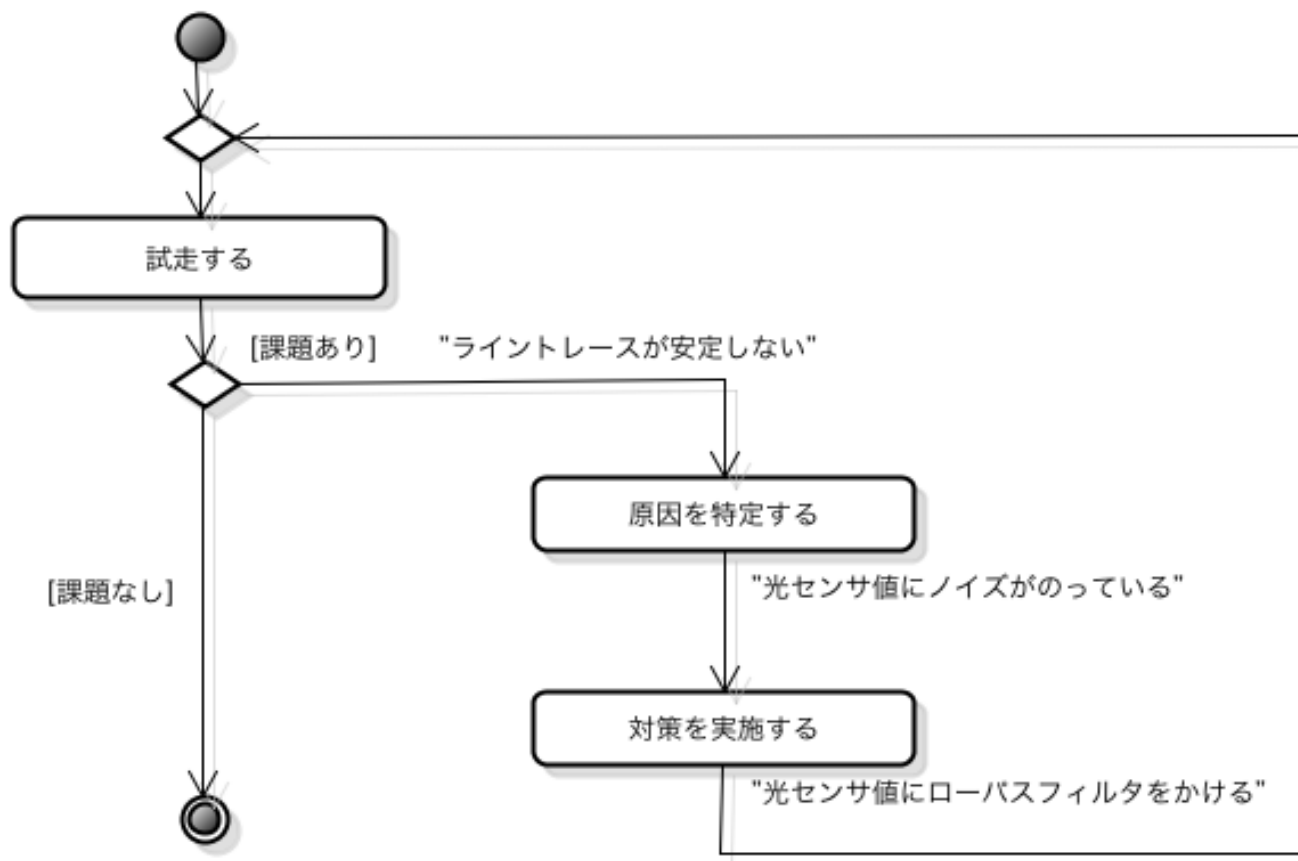 試走する
[課題あり] "ライントレースが安定しない"
原因を特定する
"光センサ値にノイズがのっている"
[課題なし]
対策を実施する
"光センサ値にローパスフィルタをかける"